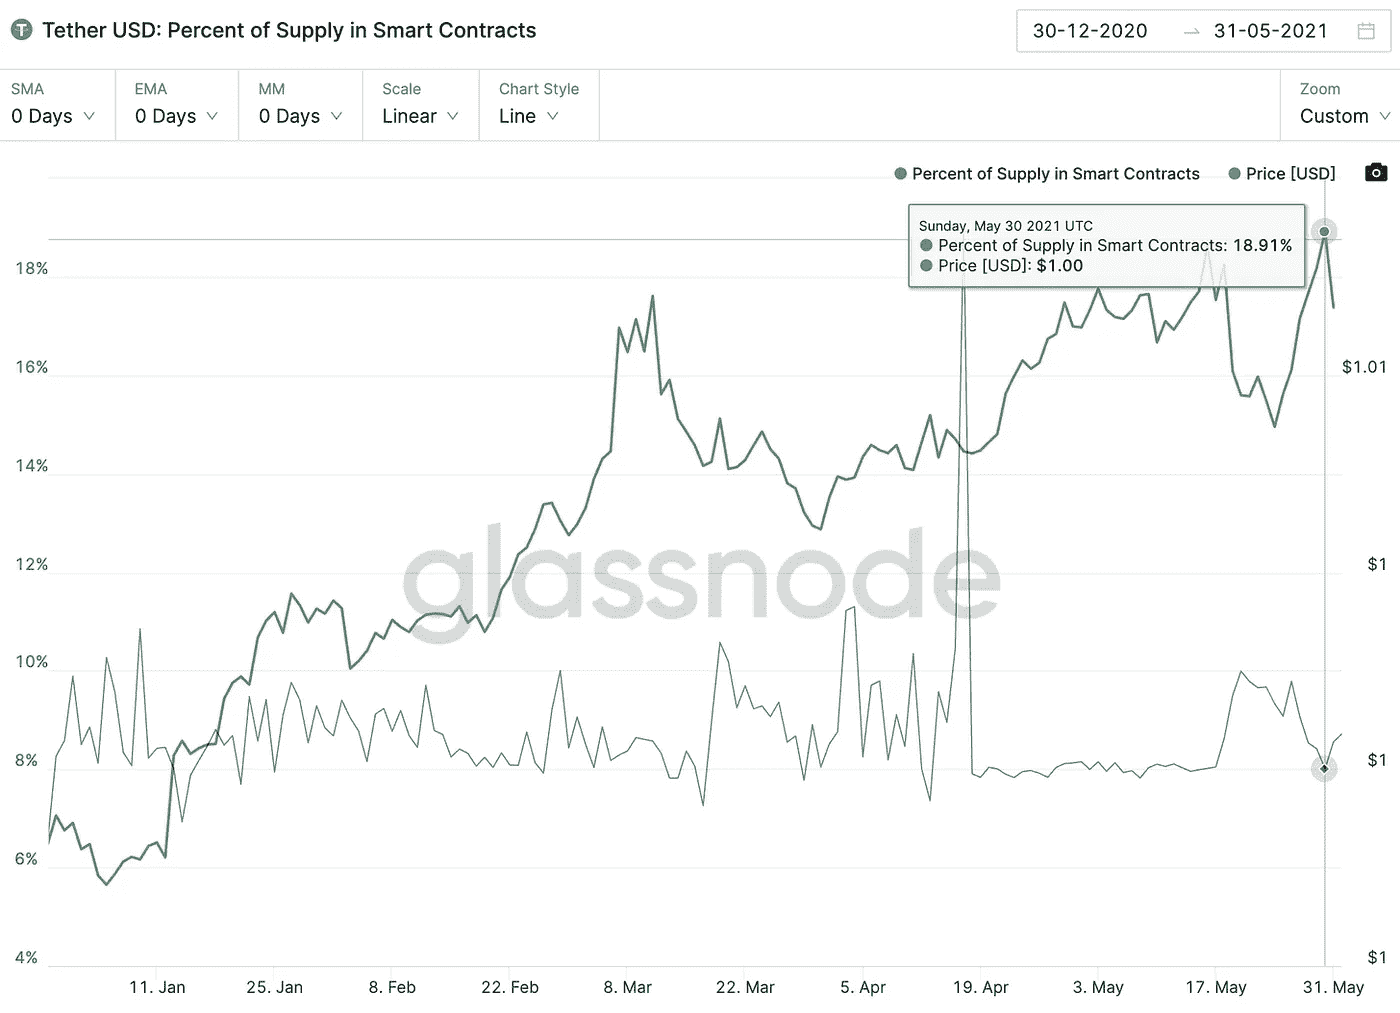 Tether USD: Percent of Supply in Smart Contracts
30-12-2020 → 31-05-2021
SMA
0 Days
EMA
0 Days
MM
0 Days
Scale
Linear
Chart Style
Line
Zoom
Custom
Percent of Supply in Smart Contracts
Price [USD]
Sunday, May 30 2021 UTC
Percent of Supply in Smart Contracts: 18.91%
Price [USD]: $1.00
18%
16%
14%
12%
10%
8%
6%
4%
$1.01
$1
$1
$1
glassnode
11. Jan
25. Jan
8. Feb
22. Feb
8. Mar
22. Mar
5. Apr
19. Apr
3. May
17. May
31. May